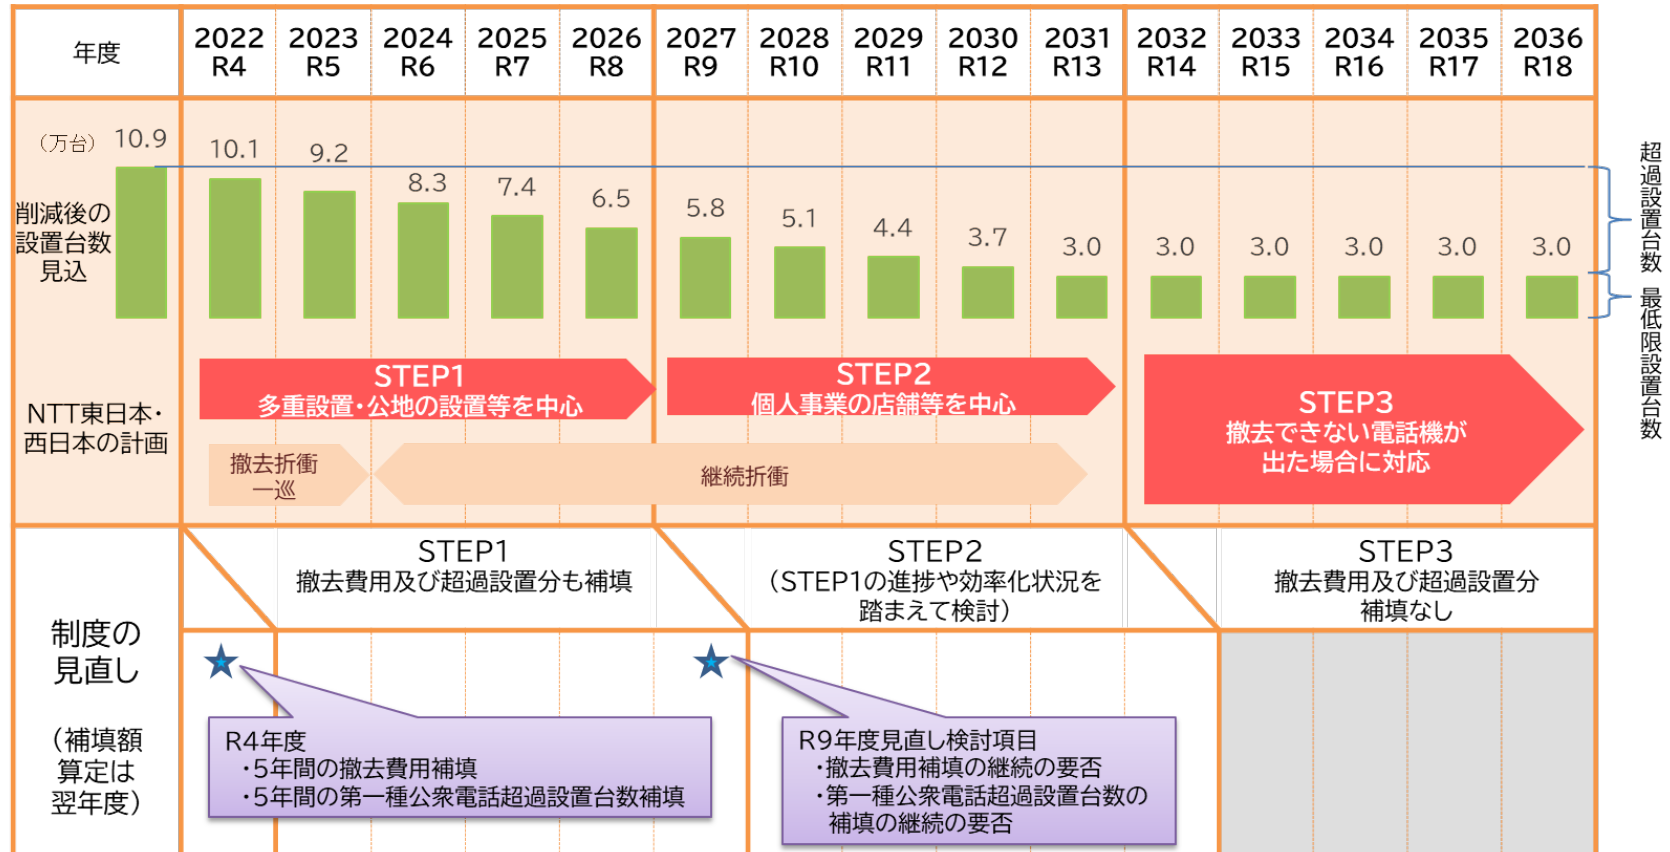 年度
2022
R4
2023
R5
2024
R6
2025
R7
2026
R8
2027
R9
2028
R10
2029
R11
2030
R12
2031
R13
2032
R14
2033
R15
2034
R16
2035
R17
2036
R18
（万台）
10.9
10.1
9.2
8.3
7.4
6.5
5.8
5.1
4.4
3.7
3.0
3.0
3.0
3.0
3.0
3.0
削減後の
設置台数
見込
超過設置台数
最低限設置台数
NTT東日本・
西日本の計画
STEP1
多重設置・公地の設置等を中心
STEP2
個人事業の店舗等を中心
STEP3
撤去できない電話機が
出た場合に対応
撤去折衝
一巡
継続折衝
制度の
見直し
（補填額
算定は
翌年度）
STEP1
撤去費用及び超過設置分も補填
STEP2
（STEP1の進捗や効率化状況を
踏まえて検討）
STEP3
撤去費用及び超過設置分
補填なし
R4年度
・5年間の撤去費用補填
・5年間の第一種公衆電話超過設置台数補填
R9年度見直し検討項目
・撤去費用補填の継続の要否
・第一種公衆電話超過設置台数の
補填の継続の要否